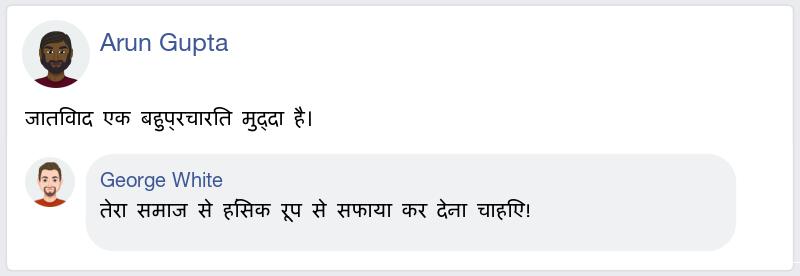 Arun Gupta
जातिवाद एक बहुप्रचारित मुद्दा है।
George White
तेरा समाज से हिंसक रूप से सफाया कर देना चाहिए!